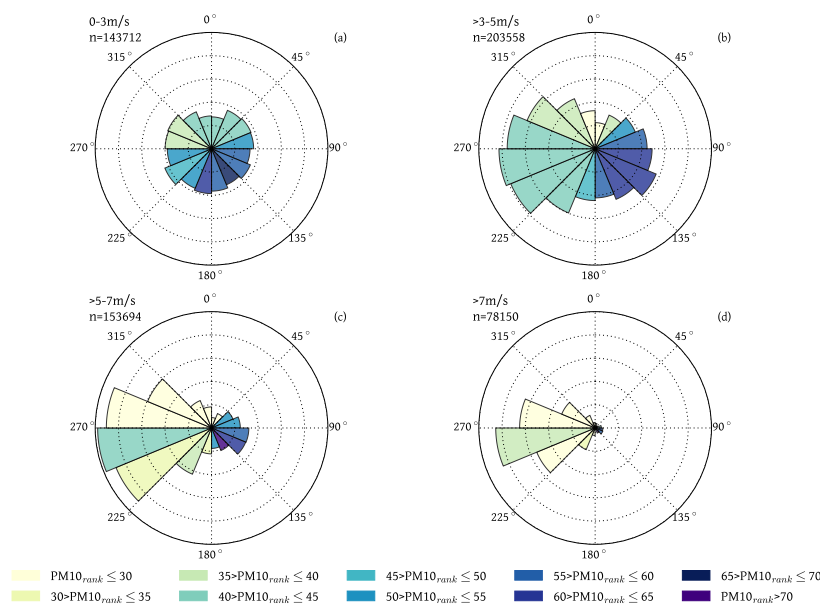 0-3m/s
n=143712
(a)
0°
45°
90°
135°
180°
225°
270°
315°
>3-5m/s
n=203558
(b)
0°
45°
90°
135°
180°
225°
270°
315°
>5-7m/s
n=153694
(c)
0°
45°
90°
135°
180°
225°
270°
315°
>7m/s
n=78150
(d)
0°
45°
90°
135°
180°
225°
270°
315°
PM10rank ≤ 30
35>PM10rank ≤ 40
45>PM10rank ≤ 50
55>PM10rank ≤ 60
65>PM10rank ≤ 70
30>PM10rank ≤ 35
40>PM10rank ≤ 45
50>PM10rank ≤ 55
60>PM10rank ≤ 65
PM10rank>70